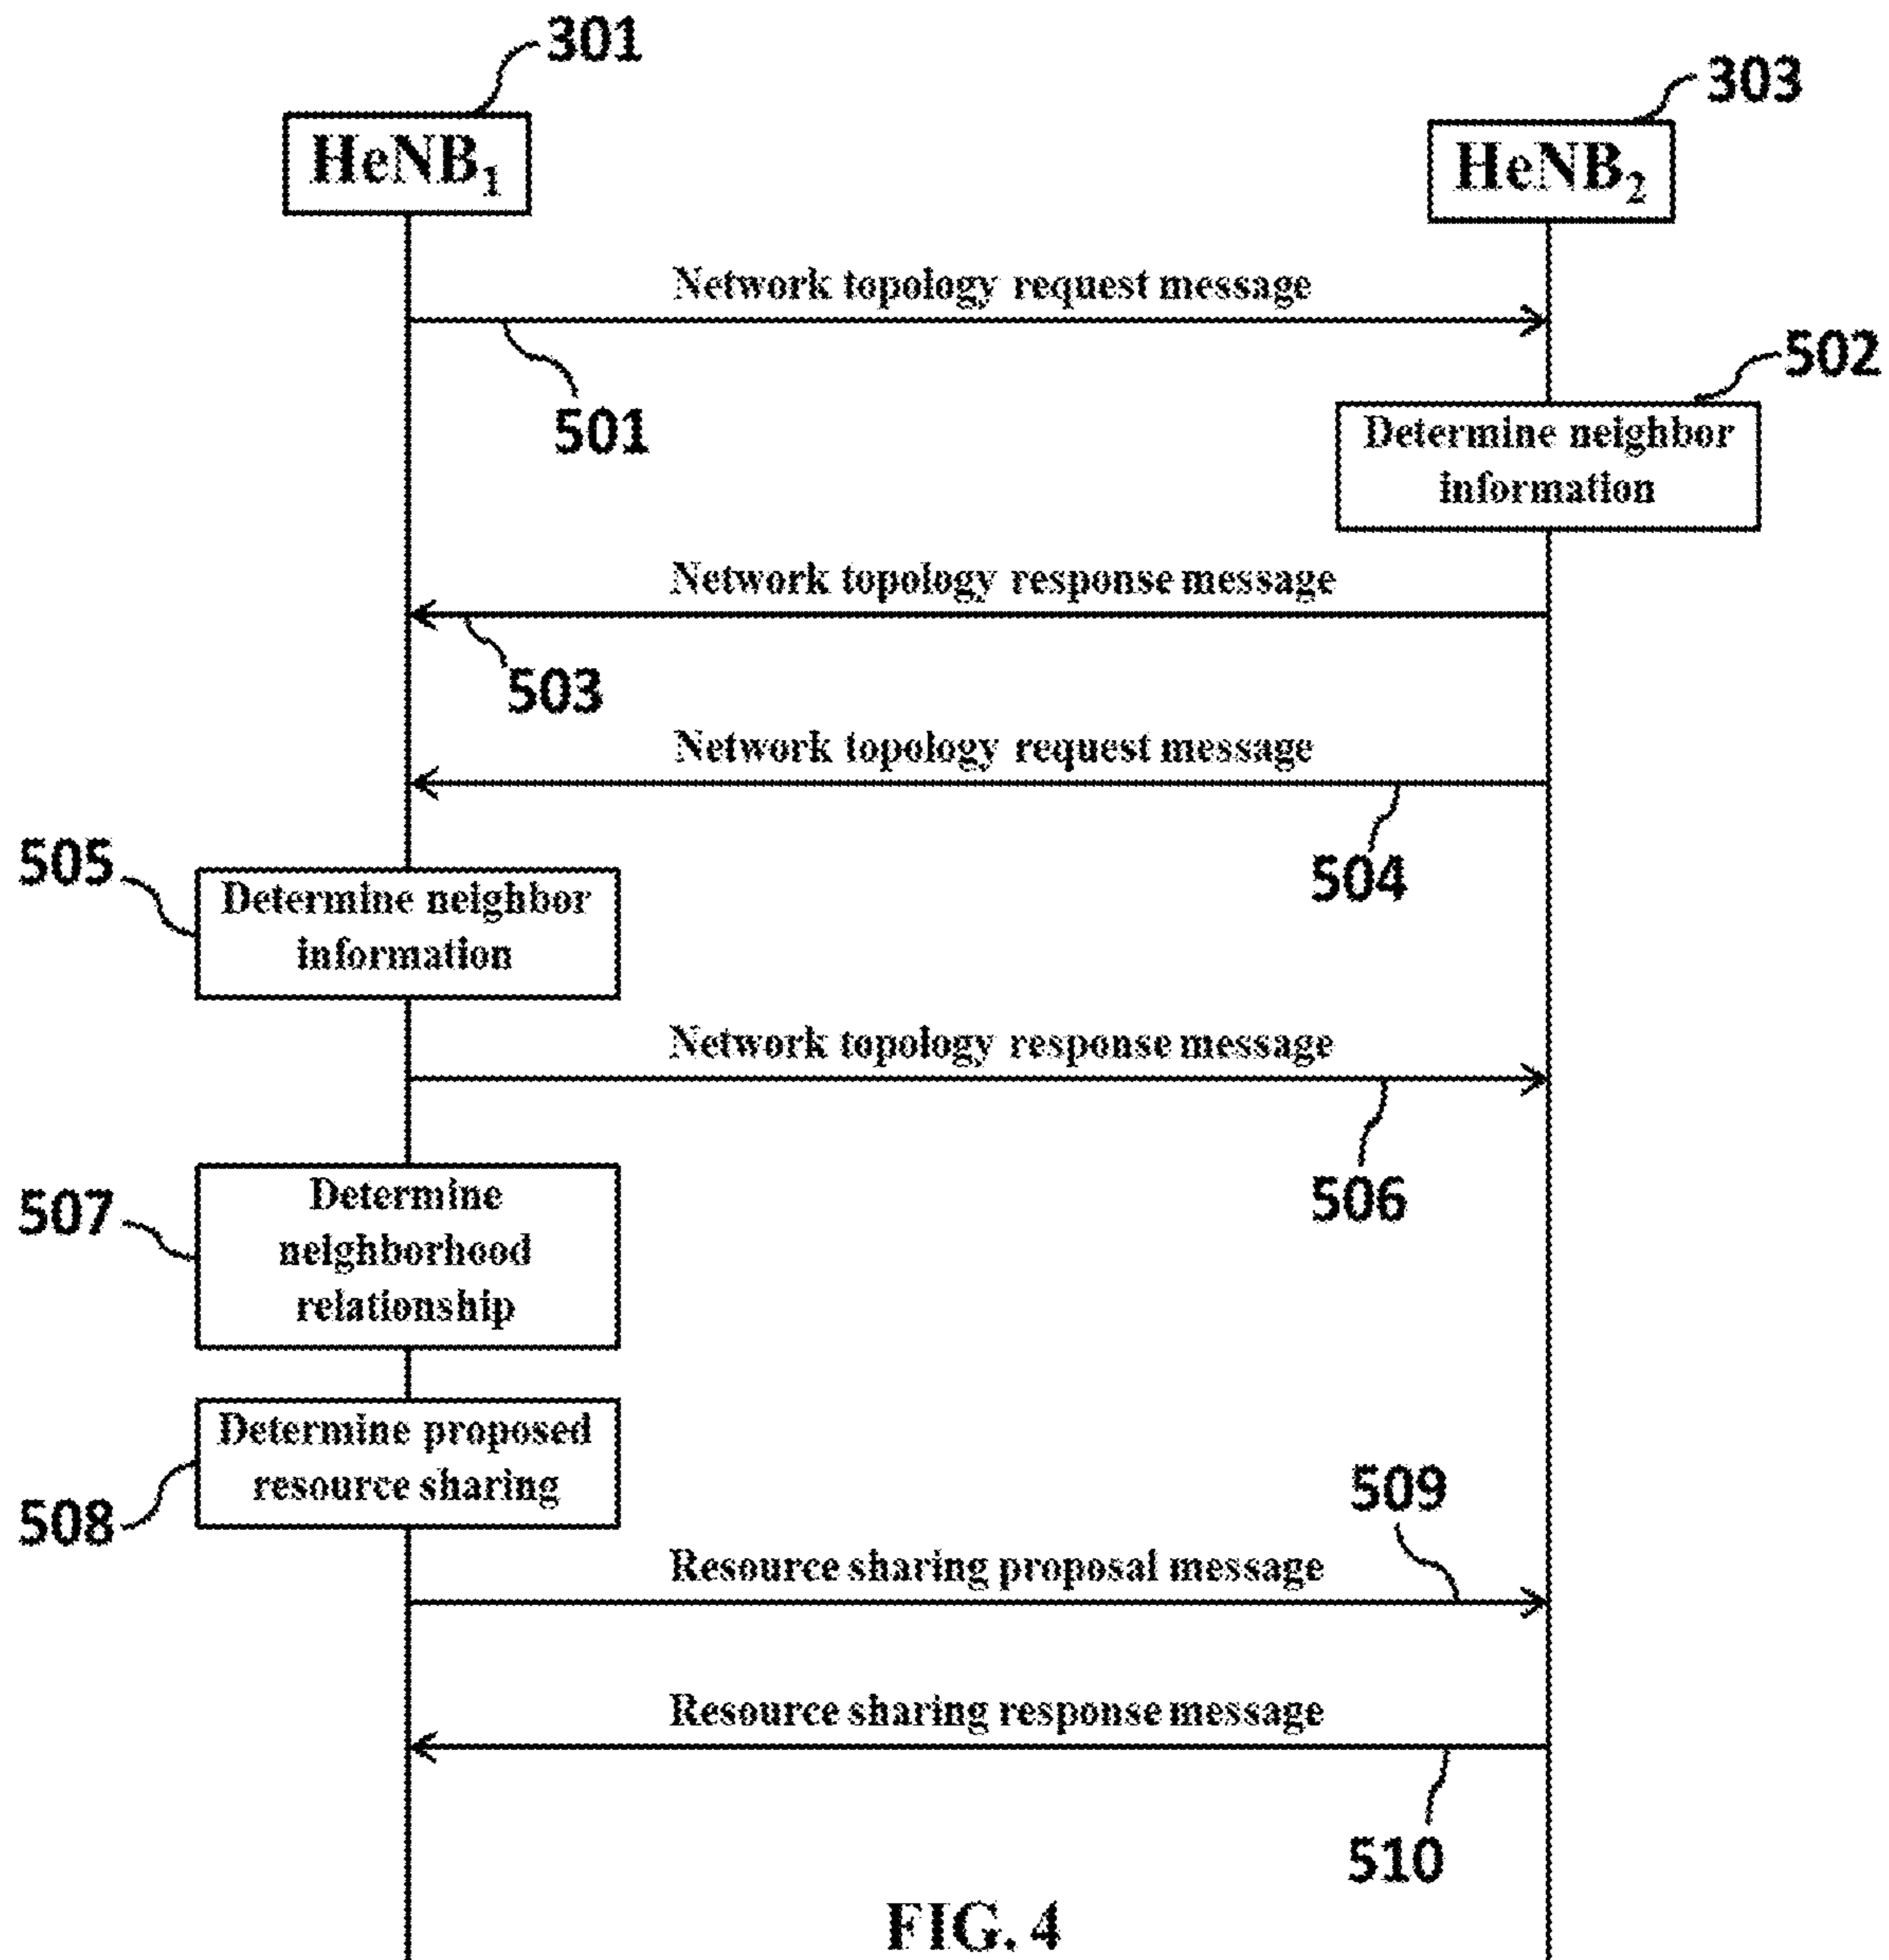 301
303
HeNB₁
HeNB₂
Network topology request message
501
502
Determine neighbor
information
Network topology response message
503
Network topology request message
504
505
Determine neighbor
information
Network topology response message
506
507
Determine
neighborhood
relationship
508
Determine proposed
resource sharing
509
Resource sharing proposal message
Resource sharing response message
510
FIG. 4